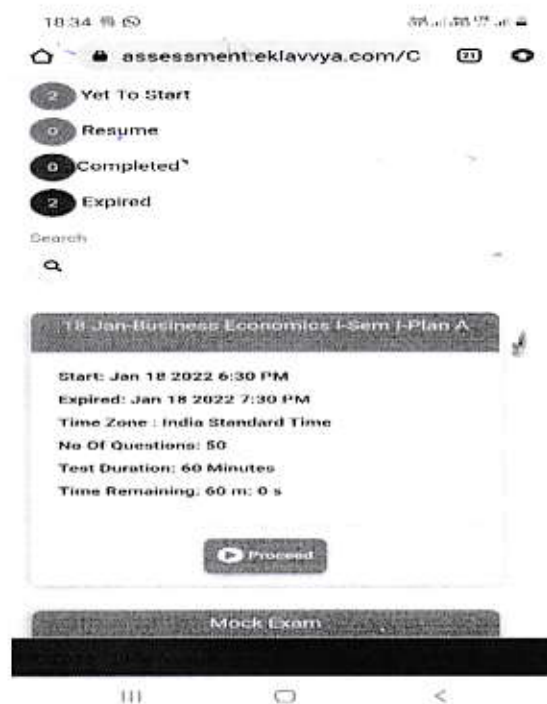 18:34
assessment.eklavvya.com/C 21
2 Yet To Start
0 Resume
0 Completed
2 Expired
Search
18 Jan-Business Economics I-Sem I-Plan A
Start: Jan 18 2022 6:30 PM
Expired: Jan 18 2022 7:30 PM
Time Zone : India Standard Time
No Of Questions: 50
Test Duration: 60 Minutes
Time Remaining: 60 m: 0 s
Proceed
Mock Exam